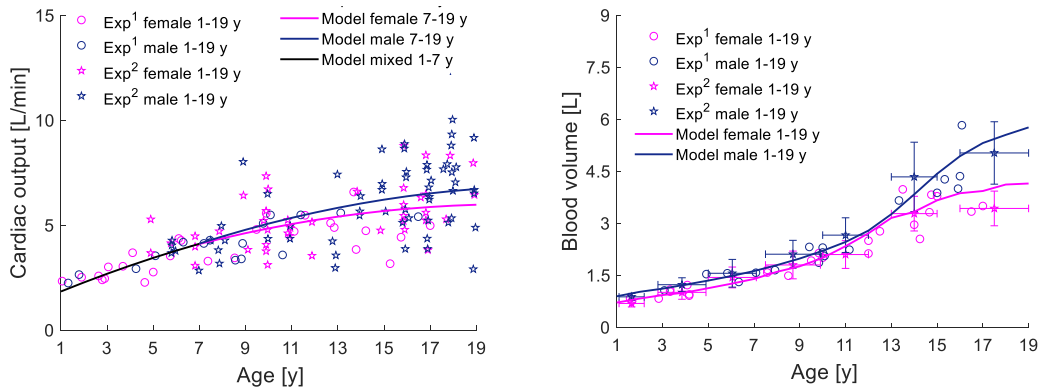 15
10
5
0
Cardiac output [L/min]
1 3 5 7 9 11 13 15 17 19
Age [y]
Exp1 female 1-19 y
Exp1 male 1-19 y
Exp2 female 1-19 y
Exp2 male 1-19 y
Model female 7-19 y
Model male 7-19 y
Model mixed 1-7 y
9
7.5
6
4.5
3
1.5
0
Blood volume [L]
1 3 5 7 9 11 13 15 17 19
Age [y]
Exp1 female 1-19 y
Exp1 male 1-19 y
Exp2 female 1-19 y
Exp2 male 1-19 y
Model female 1-19 y
Model male 1-19 y